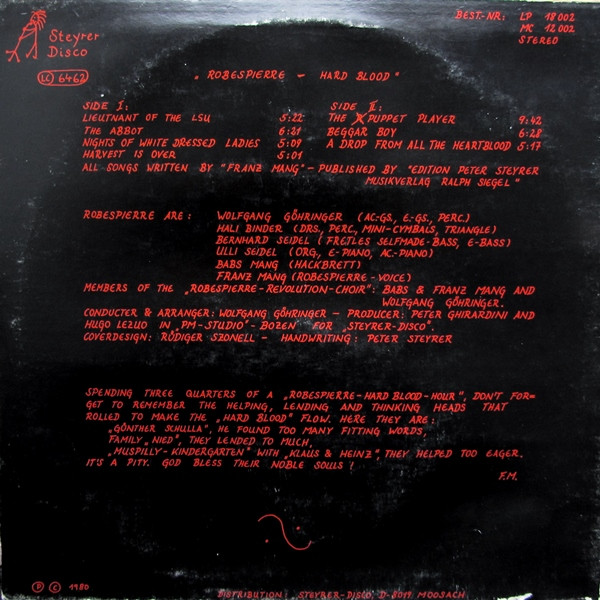 Steyrer
Disco
LC 6462
BEST.-NR.: LP 18 002
MC 12 002
STEREO
„ROBESPIERRE – HARD BLOOD"
SIDE I:
LIEUTNANT OF THE LSU 5:22
THE ABBOT 6:21
NIGHTS OF WHITE DRESSED LADIES 5:09
HARVEST IS OVER 5:01
SIDE II:
THE PUPPET PLAYER 9:42
BEGGAR BOY 6:28
A DROP FROM ALL THE HEARTBLOOD 5:17
ALL SONGS WRITTEN BY "FRANZ MANG" – PUBLISHED BY "EDITION PETER STEYRER
MUSIKVERLAG RALPH SIEGEL"
ROBESPIERRE ARE: WOLFGANG GÖHRINGER (AC-GS., E-GS., PERC.)
HALI BINDER (DRS., PERC., MINI-CYMBALS, TRIANGLE)
BERNHARD SEIDEL (FRETLES SELFMADE-BASS, E-BASS)
ULLI SEIDEL (ORG., E-PIANO, AC-PIANO)
BABS MANG (HACKBRETT)
FRANZ MANG (ROBESPIERRE-VOICE)
MEMBERS OF THE „ROBESPIERRE-REVOLUTION-CHOIR": BABS & FRANZ MANG AND
WOLFGANG GÖHRINGER.
CONDUCTER & ARRANGER: WOLFGANG GÖHRINGER – PRODUCER: PETER GHIRARDINI AND
HUGO LEZUO IN „PM-STUDIO"-BOZEN FOR „STEYRER-DISCO".
COVERDESIGN: RÜDIGER SZONELL – HANDWRITING: PETER STEYRER
SPENDING THREE QUARTERS OF A „ROBESPIERRE-HARD BLOOD-HOUR", DON'T FOR=
GET TO REMEMBER THE HELPING, LENDING AND THINKING HEADS THAT
ROLLED TO MAKE THE „HARD BLOOD" FLOW. HERE THEY ARE:
„GÜNTHER SCHULLA". HE FOUND TOO MANY FITTING WORDS,
FAMILY „NIED", THEY LENDED TO MUCH,
„MUSPILLY-KINDERGARTEN" WITH „KLAUS & HEINZ", THEY HELPED TOO EAGER.
IT'S A PITY. GOD BLESS THEIR NOBLE SOULS!
F.M.
Ⓟ Ⓒ 1980
DISTRIBUTION: STEYRER-DISCO, D-8019 MOOSACH